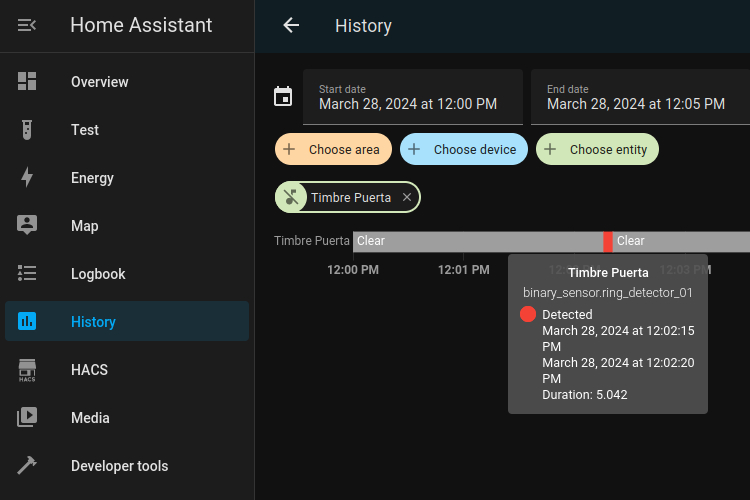 Home Assistant
History
Overview
Test
Energy
Map
Logbook
History
HACS
HACS
Media
Developer tools
Start date
March 28, 2024 at 12:00 PM
End date
March 28, 2024 at 12:05 PM
Choose area
Choose device
Choose entity
Timbre Puerta
Timbre Puerta
Clear
Clear
12:00 PM
12:01 PM
12:03 PM
Timbre Puerta
binary_sensor.ring_detector_01
Detected
March 28, 2024 at 12:02:15
PM
March 28, 2024 at 12:02:20
PM
Duration: 5.042